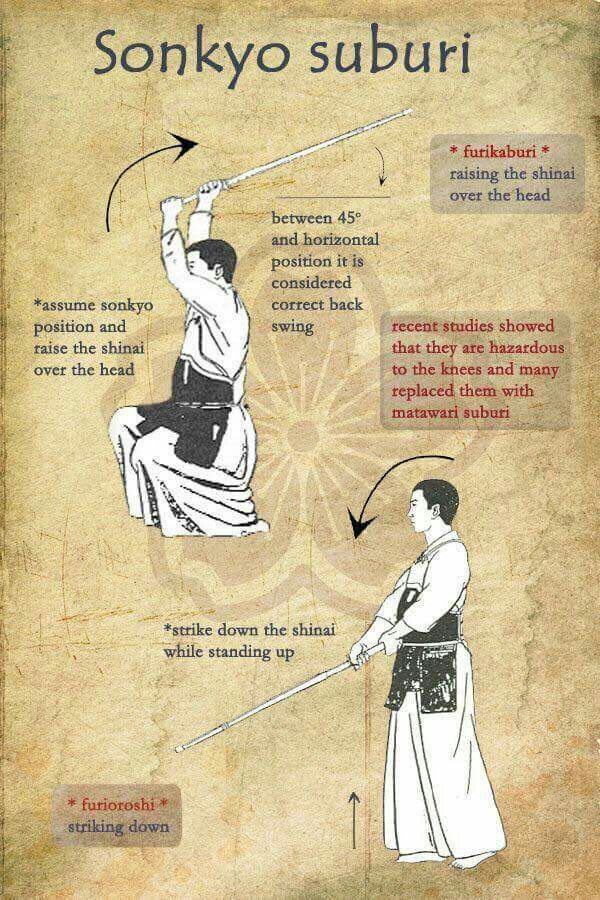 Sonkyo suburi
* furikaburi *
raising the shinai
over the head
between 45°
and horizontal
position it is
considered
correct back
swing
*assume sonkyo
position and
raise the shinai
over the head
recent studies showed
that they are hazardous
to the knees and many
replaced them with
matawari suburi
*strike down the shinai
while standing up
* furioroshi *
striking down